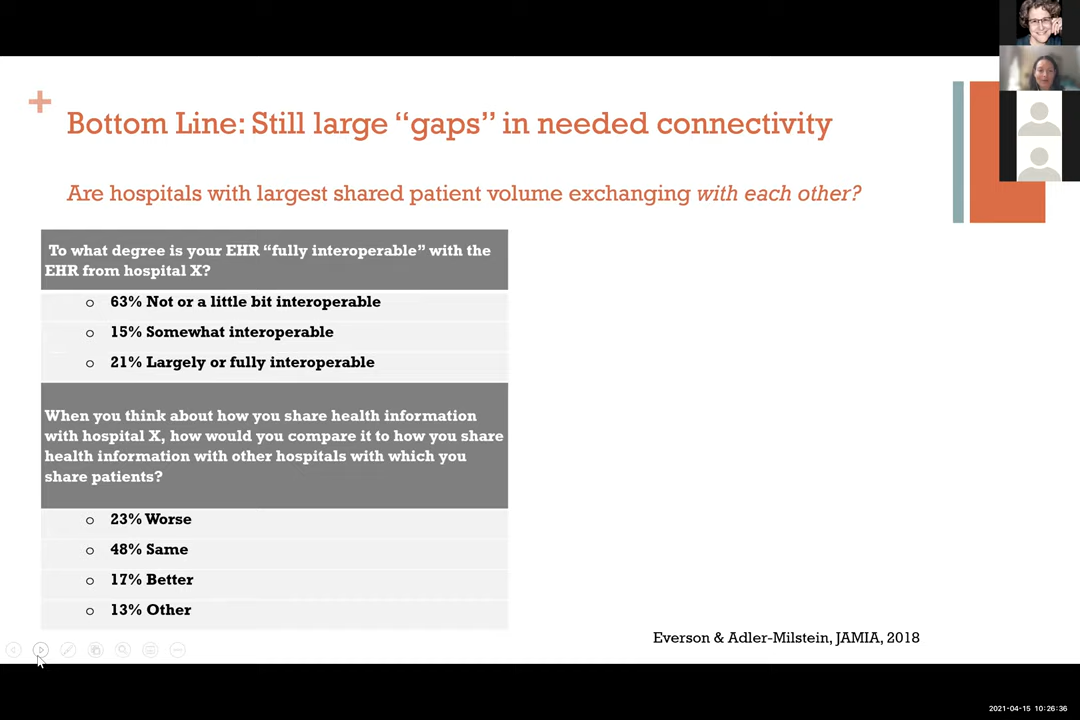 +
Bottom Line: Still large “gaps” in needed connectivity
Are hospitals with largest shared patient volume exchanging with each other?
To what degree is your EHR “fully interoperable” with the
EHR from hospital X?
o 63% Not or a little bit interoperable
o 15% Somewhat interoperable
o 21% Largely or fully interoperable
When you think about how you share health information
with hospital X, how would you compare it to how you share
health information with other hospitals with which you
share patients?
o 23% Worse
o 48% Same
o 17% Better
o 13% Other
Everson & Adler-Milstein, JAMIA, 2018
2021-04-15 10:26:36